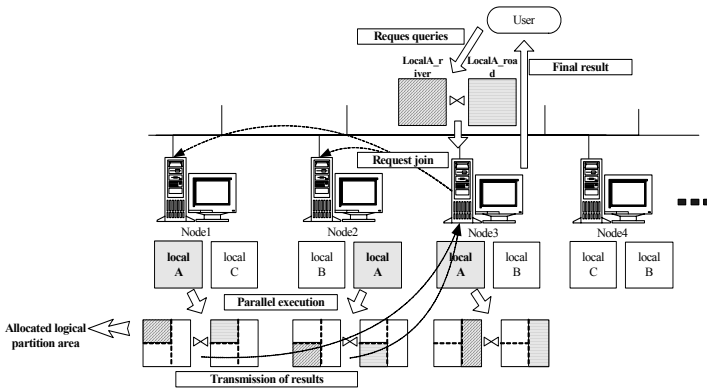 User
Reques queries
LocalA_r
iver
LocalA_roa
d
Final result
Request join
Node1
Node2
Node3
Node4
local
A
local
C
local
B
local
A
local
A
local
B
local
C
local
B
Parallel execution
Allocated logical
partition area
Transmission of results